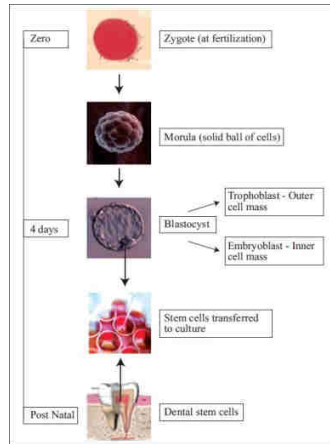 Zero
Zygote (at fertilization)
Morula (solid ball of cells)
Trophoblast - Outer
cell mass
4 days
Blastocyst
Embryoblast - Inner
cell mass
Stem cells transferred
to culture
Post Natal
Dental stem cells